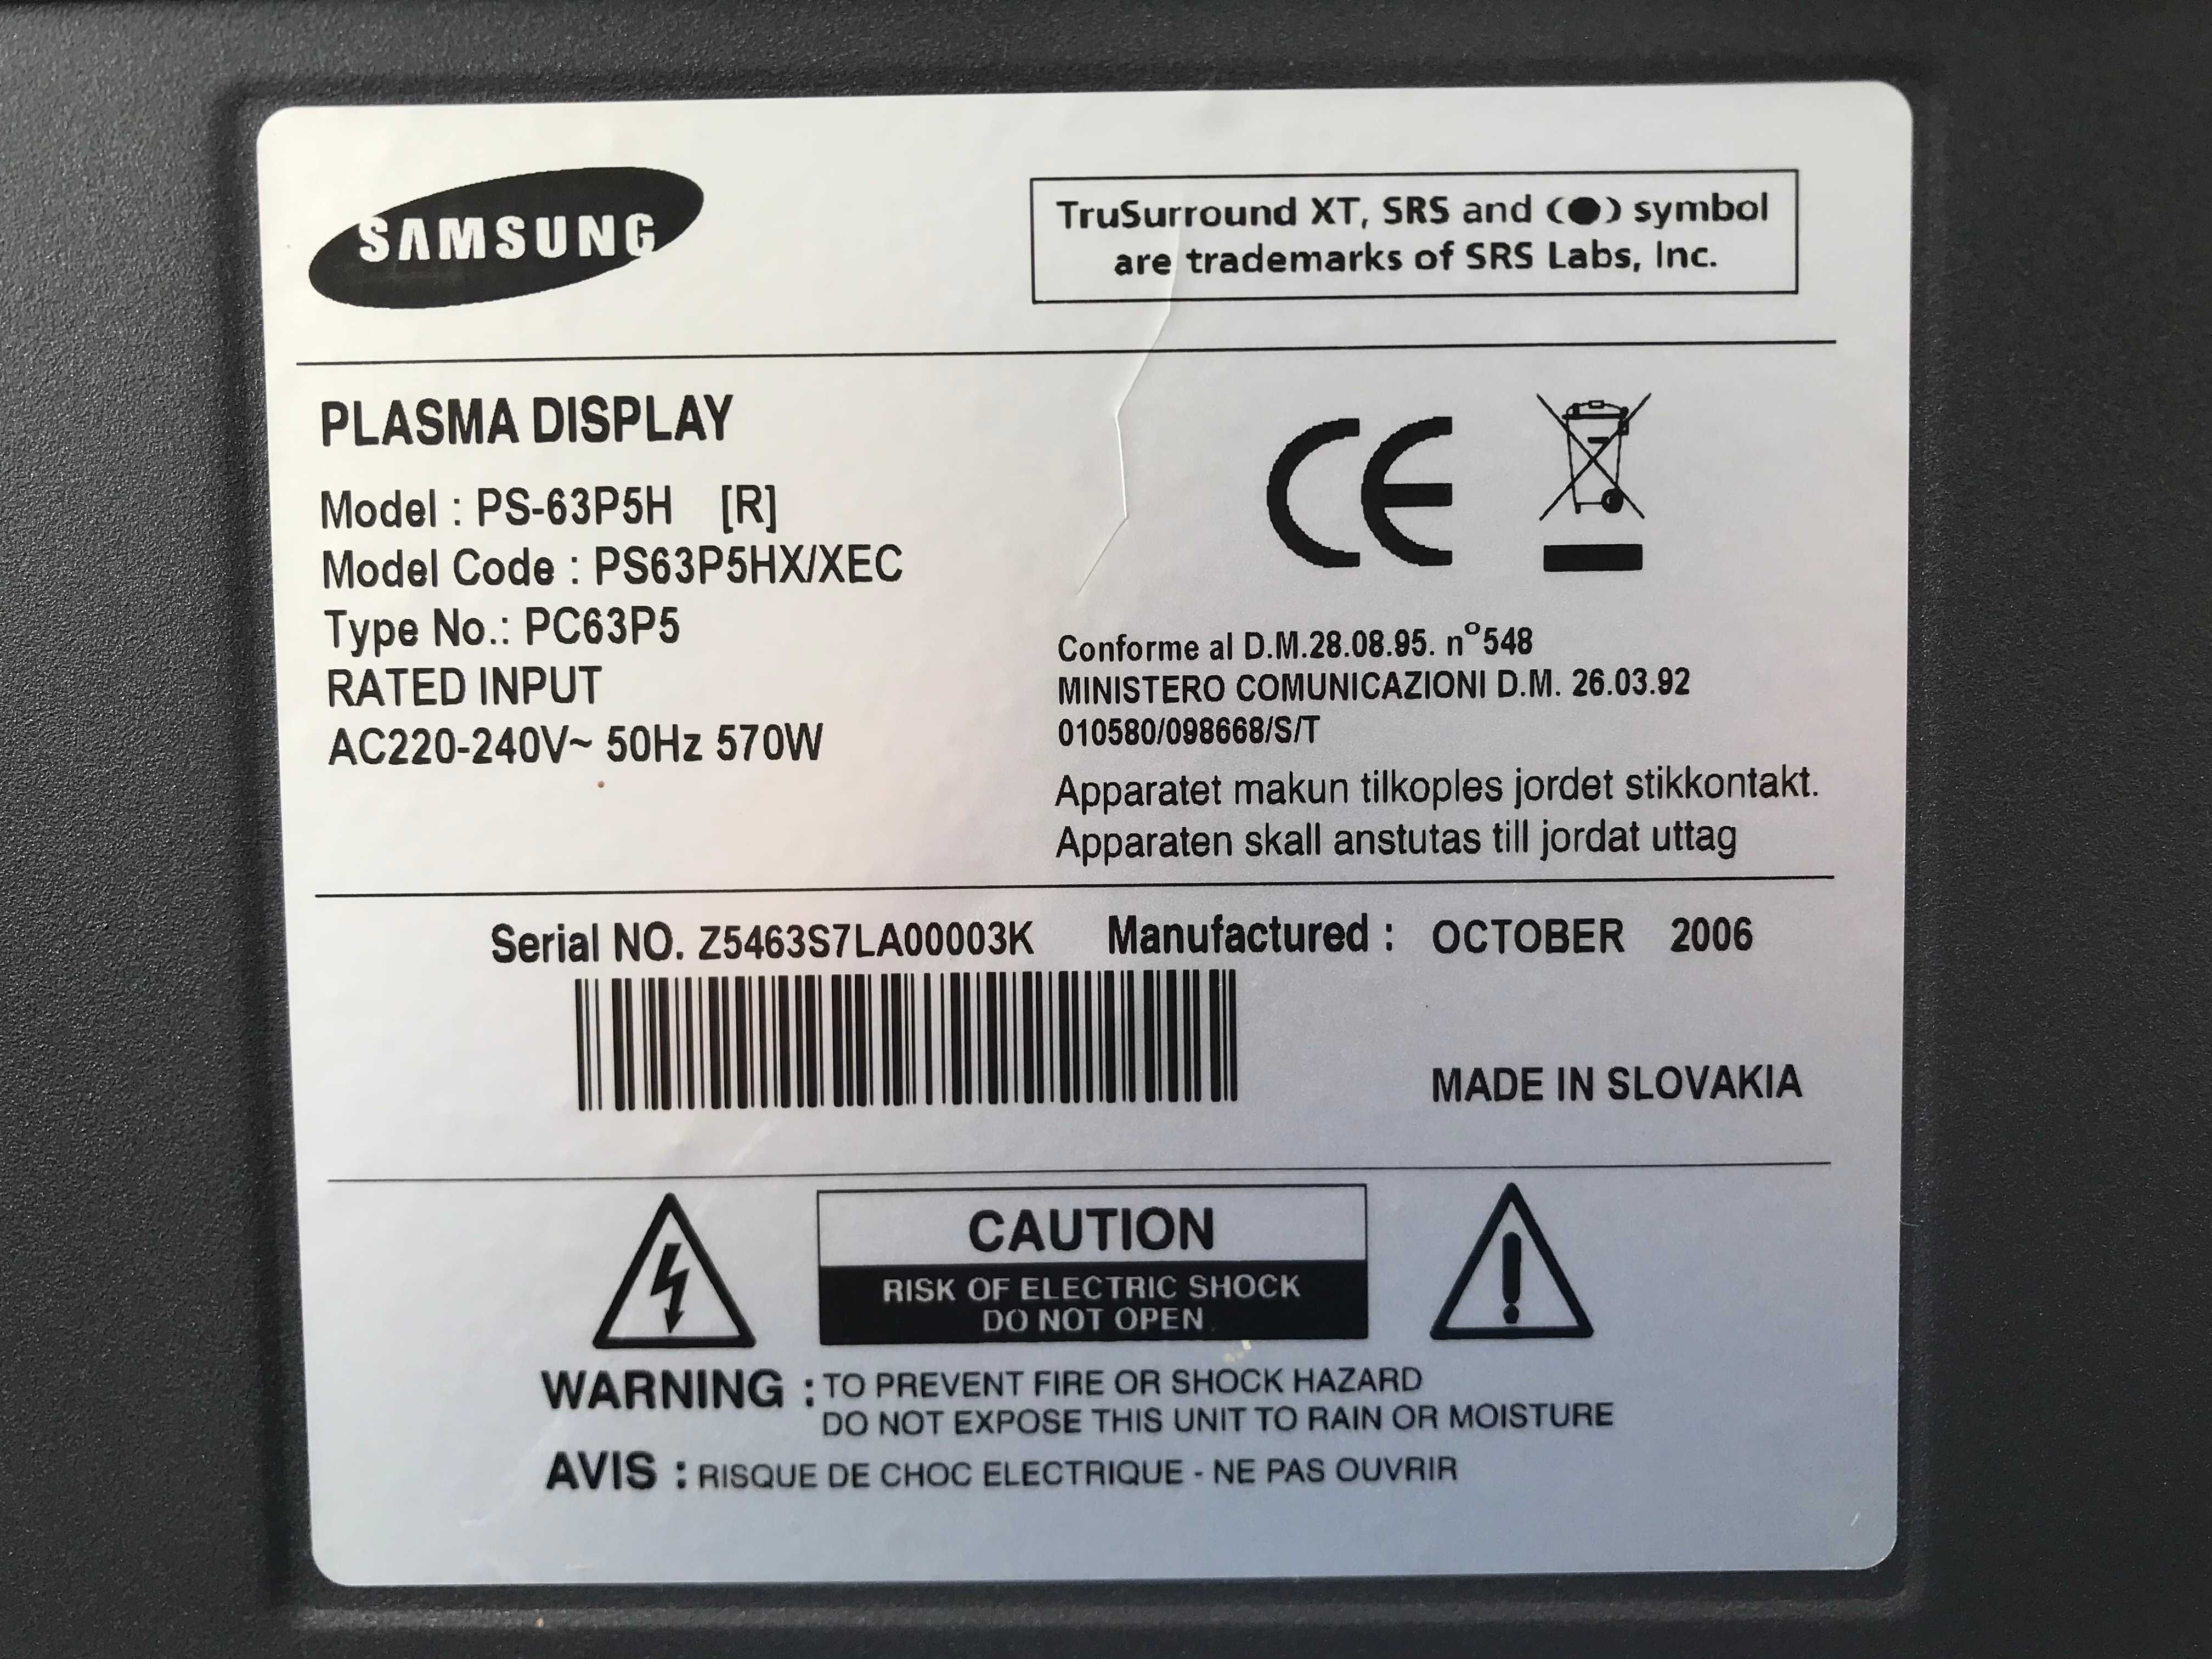 SAMSUNG
TruSurround XT, SRS and (●) symbol
are trademarks of SRS Labs, Inc.
PLASMA DISPLAY
Model : PS-63P5H [R]
Model Code : PS63P5HX/XEC
Type No.: PC63P5
RATED INPUT
AC220-240V~ 50Hz 570W
CE
Conforme al D.M.28.08.95. n°548
MINISTERO COMUNICAZIONI D.M. 26.03.92
010580/098668/S/T
Apparatet makun tilkoples jordet stikkontakt.
Apparaten skall anstutas till jordat uttag
Serial NO. Z5463S7LA00003K Manufactured : OCTOBER 2006
MADE IN SLOVAKIA
CAUTION
RISK OF ELECTRIC SHOCK
DO NOT OPEN
WARNING : TO PREVENT FIRE OR SHOCK HAZARD
DO NOT EXPOSE THIS UNIT TO RAIN OR MOISTURE
AVIS : RISQUE DE CHOC ELECTRIQUE - NE PAS OUVRIR